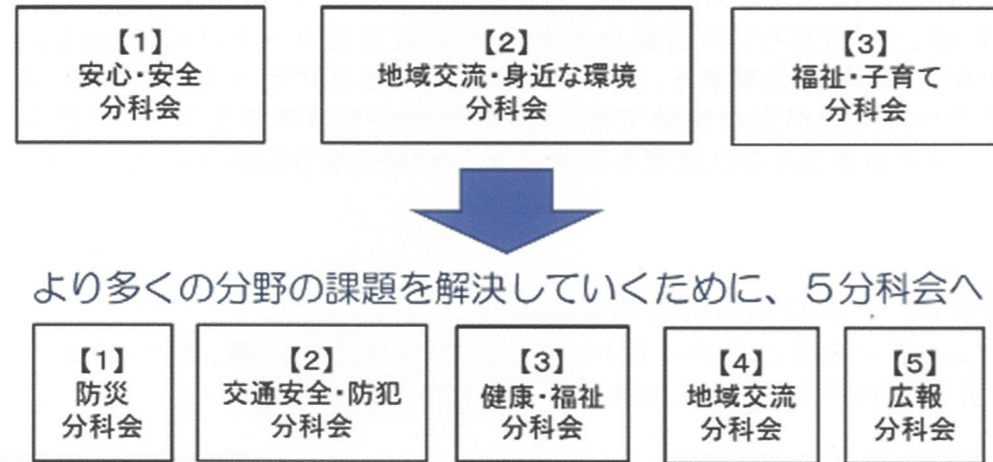 【1】
安心・安全
分科会
【2】
地域交流・身近な環境
分科会
【3】
福祉・子育て
分科会
より多くの分野の課題を解決していくために、5分科会へ
【1】
防災
分科会
【2】
交通安全・防犯
分科会
【3】
健康・福祉
分科会
【4】
地域交流
分科会
【5】
広報
分科会